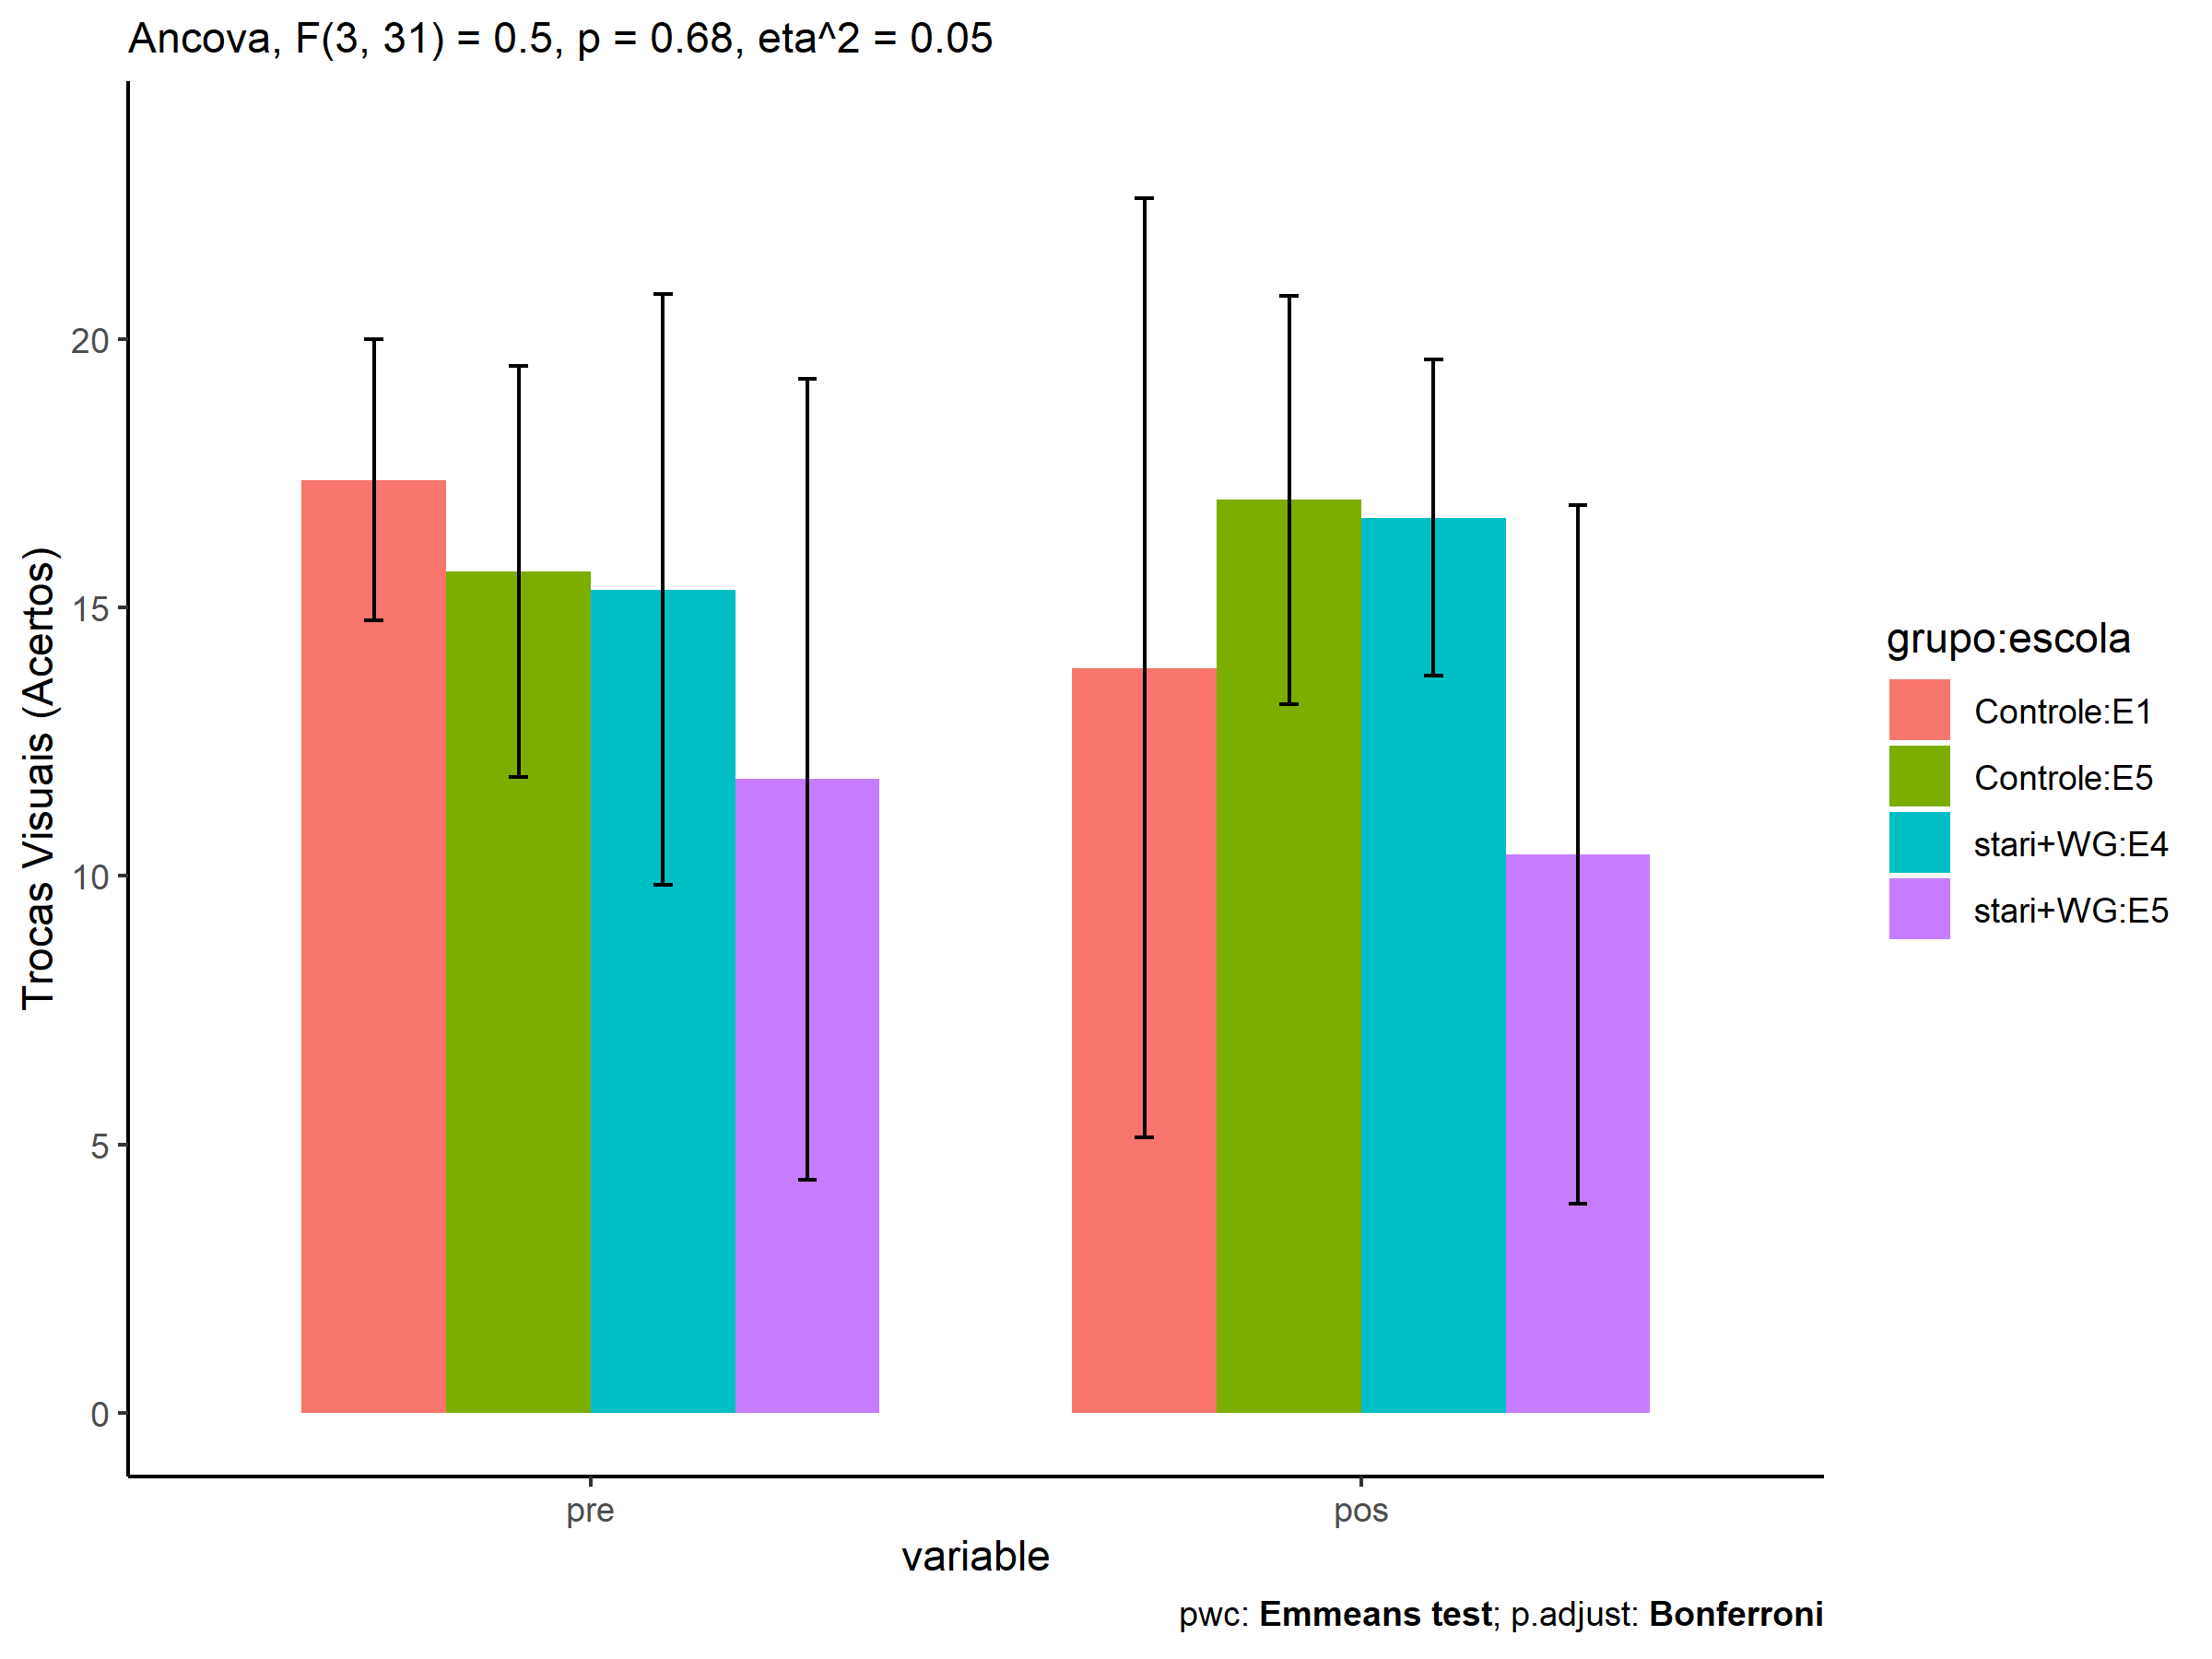 Ancova, F(3, 31) = 0.5, p = 0.68, eta^2 = 0.05
Trocas Visuais (Acertos)
20
15
10
5
0
pre
pos
variable
grupo:escola
Controle:E1
Controle:E5
stari+WG:E4
stari+WG:E5
pwc: Emmeans test; p.adjust: Bonferroni